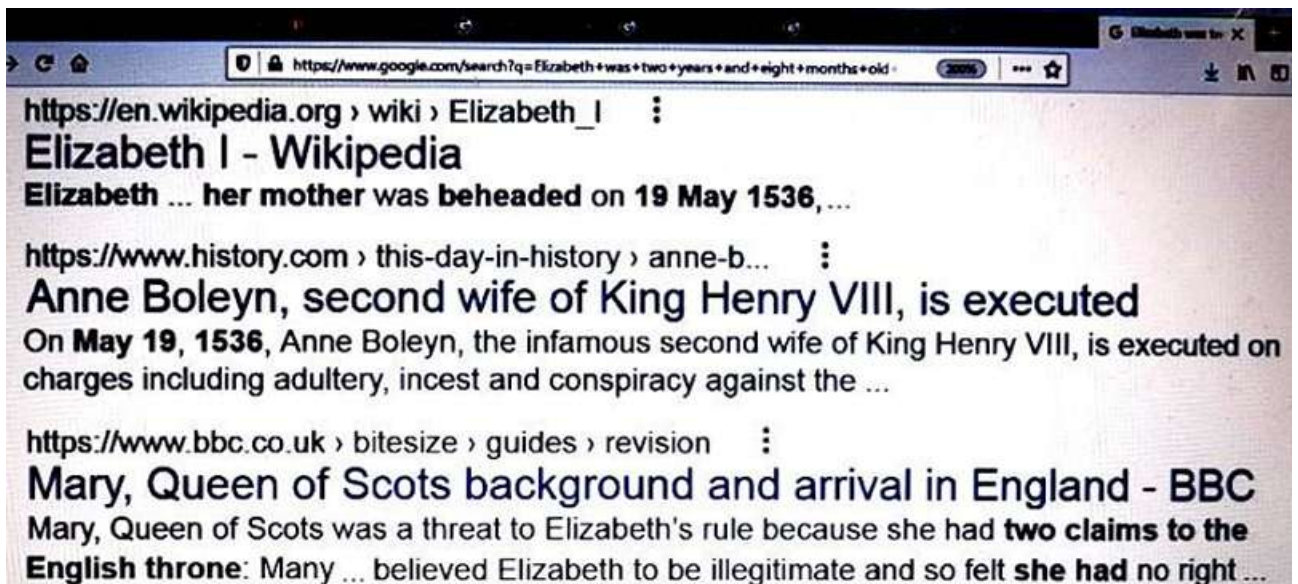 https://www.google.com/search?q=Elizabeth+was+two+years+and+eight+months+old+ 300%
https://en.wikipedia.org › wiki › Elizabeth_I
Elizabeth I - Wikipedia
Elizabeth ... her mother was beheaded on 19 May 1536,...
https://www.history.com › this-day-in-history › anne-b...
Anne Boleyn, second wife of King Henry VIII, is executed
On May 19, 1536, Anne Boleyn, the infamous second wife of King Henry VIII, is executed on
charges including adultery, incest and conspiracy against the ...
https://www.bbc.co.uk › bitesize › guides › revision
Mary, Queen of Scots background and arrival in England - BBC
Mary, Queen of Scots was a threat to Elizabeth's rule because she had two claims to the
English throne: Many ... believed Elizabeth to be illegitimate and so felt she had no right ...